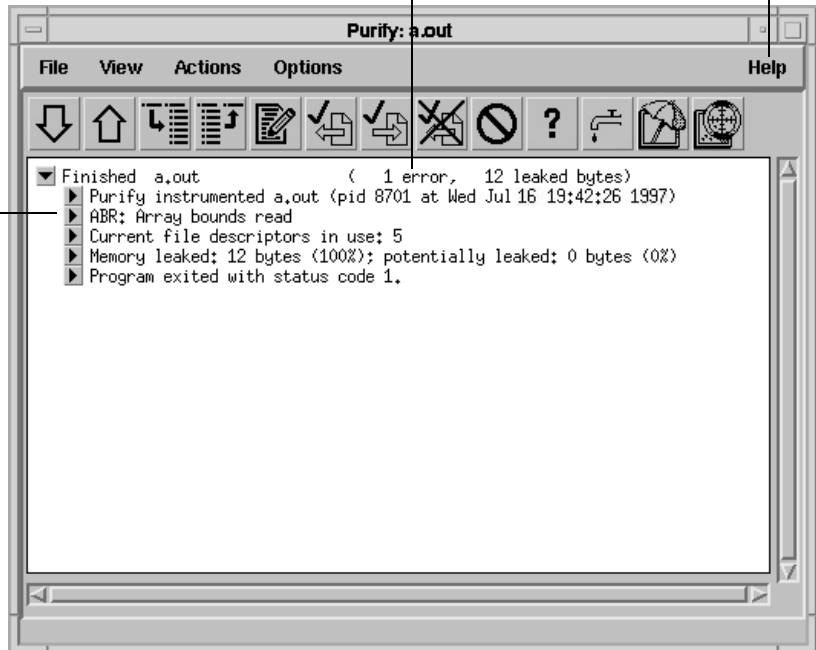 Purify: a.out
File View Actions Options Help
?
Finished a.out ( 1 error, 12 leaked bytes)
Purify instrumented a.out (pid 8701 at Wed Jul 16 19:42:26 1997)
ABR: Array bounds read
Current file descriptors in use: 5
Memory leaked: 12 bytes (100%); potentially leaked: 0 bytes (0%)
Program exited with status code 1.